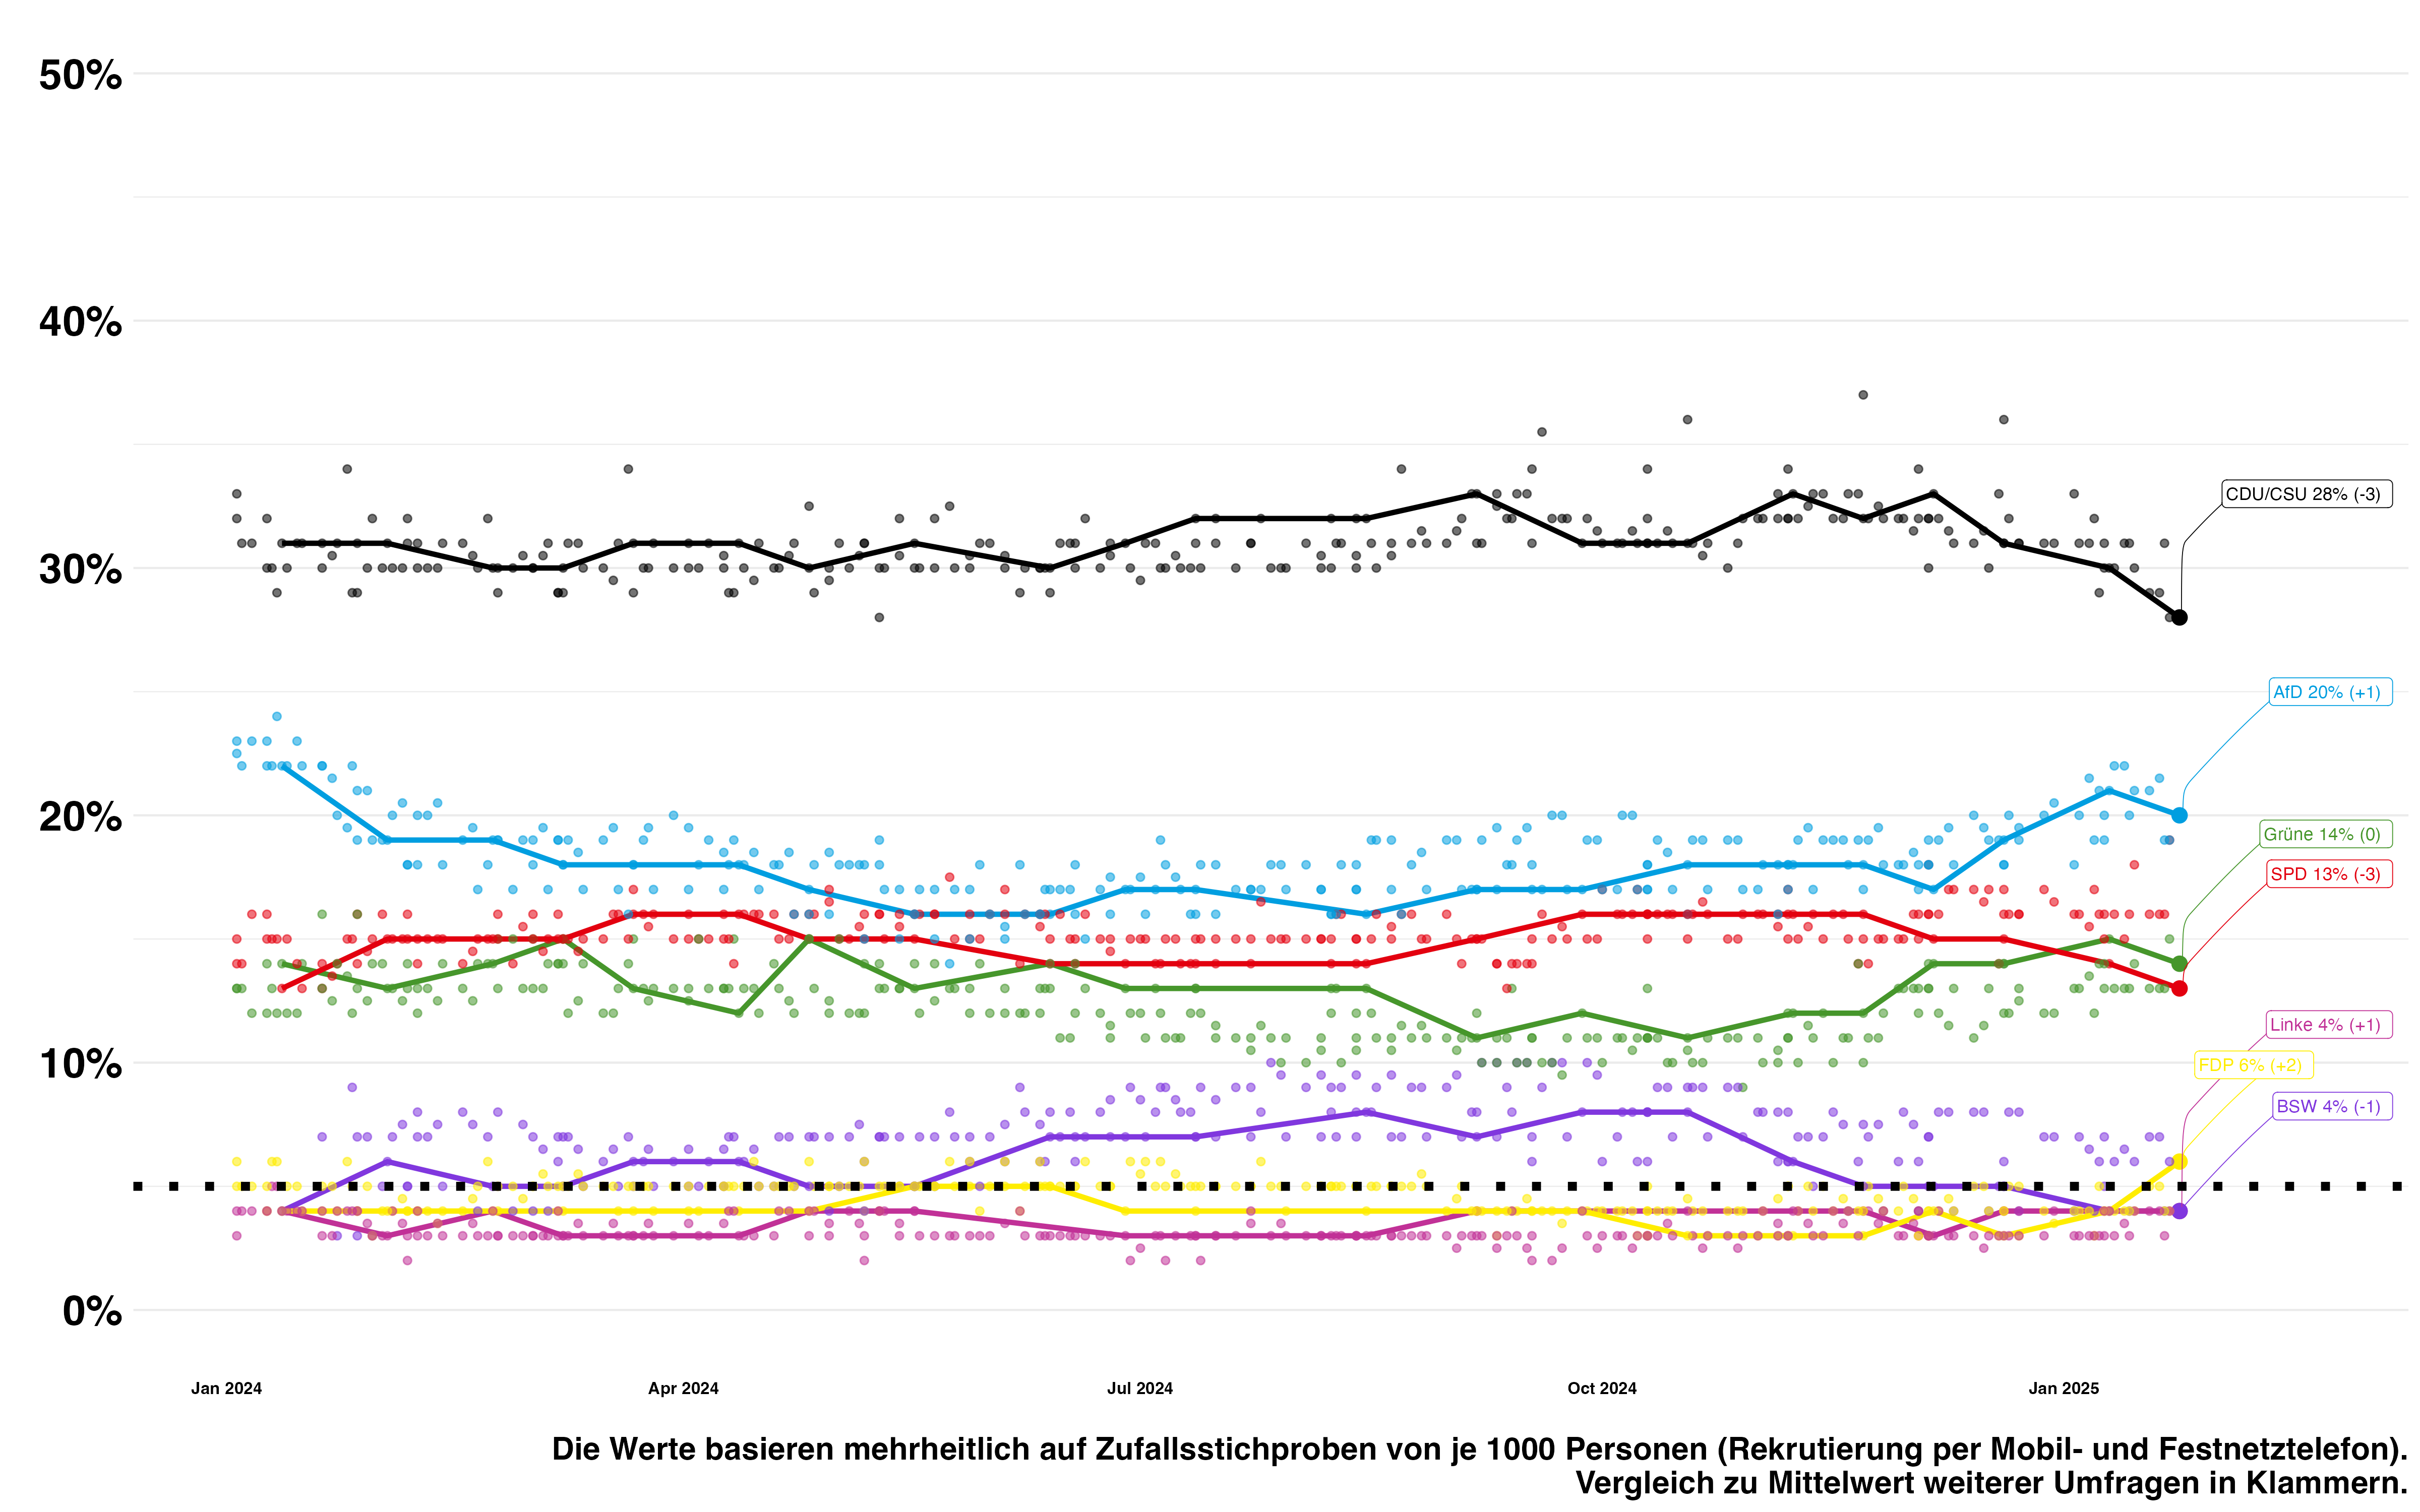 50%
40%
30%
20%
10%
0%
CDU/CSU 28% (-3)
AfD 20% (+1)
Grüne 14% (0)
SPD 13% (-3)
Linke 4% (+1)
FDP 6% (+2)
BSW 4% (-1)
Jan 2024
Apr 2024
Jul 2024
Oct 2024
Jan 2025
Die Werte basieren mehrheitlich auf Zufallsstichproben von je 1000 Personen (Rekrutierung per Mobil- und Festnetztelefon).
Vergleich zu Mittelwert weiterer Umfragen in Klammern.